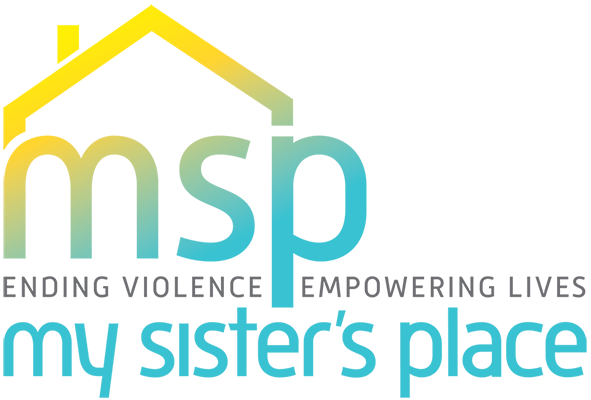 msp
ENDING VIOLENCE EMPOWERING LIVES
my sister's place